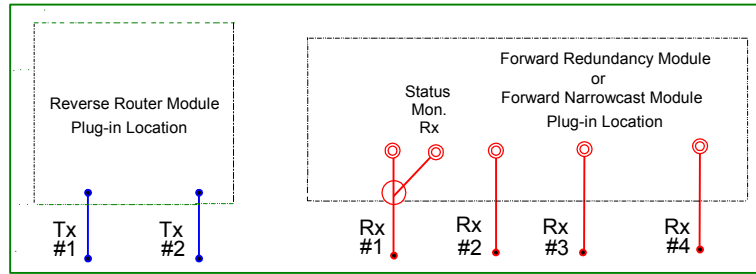 Reverse Router Module
Plug-in Location
Status
Mon.
Rx
Forward Redundancy Module
or
Forward Narrowcast Module
Plug-in Location
Tx
#1
Tx
#2
Rx
#1
Rx
#2
Rx
#3
Rx
#4